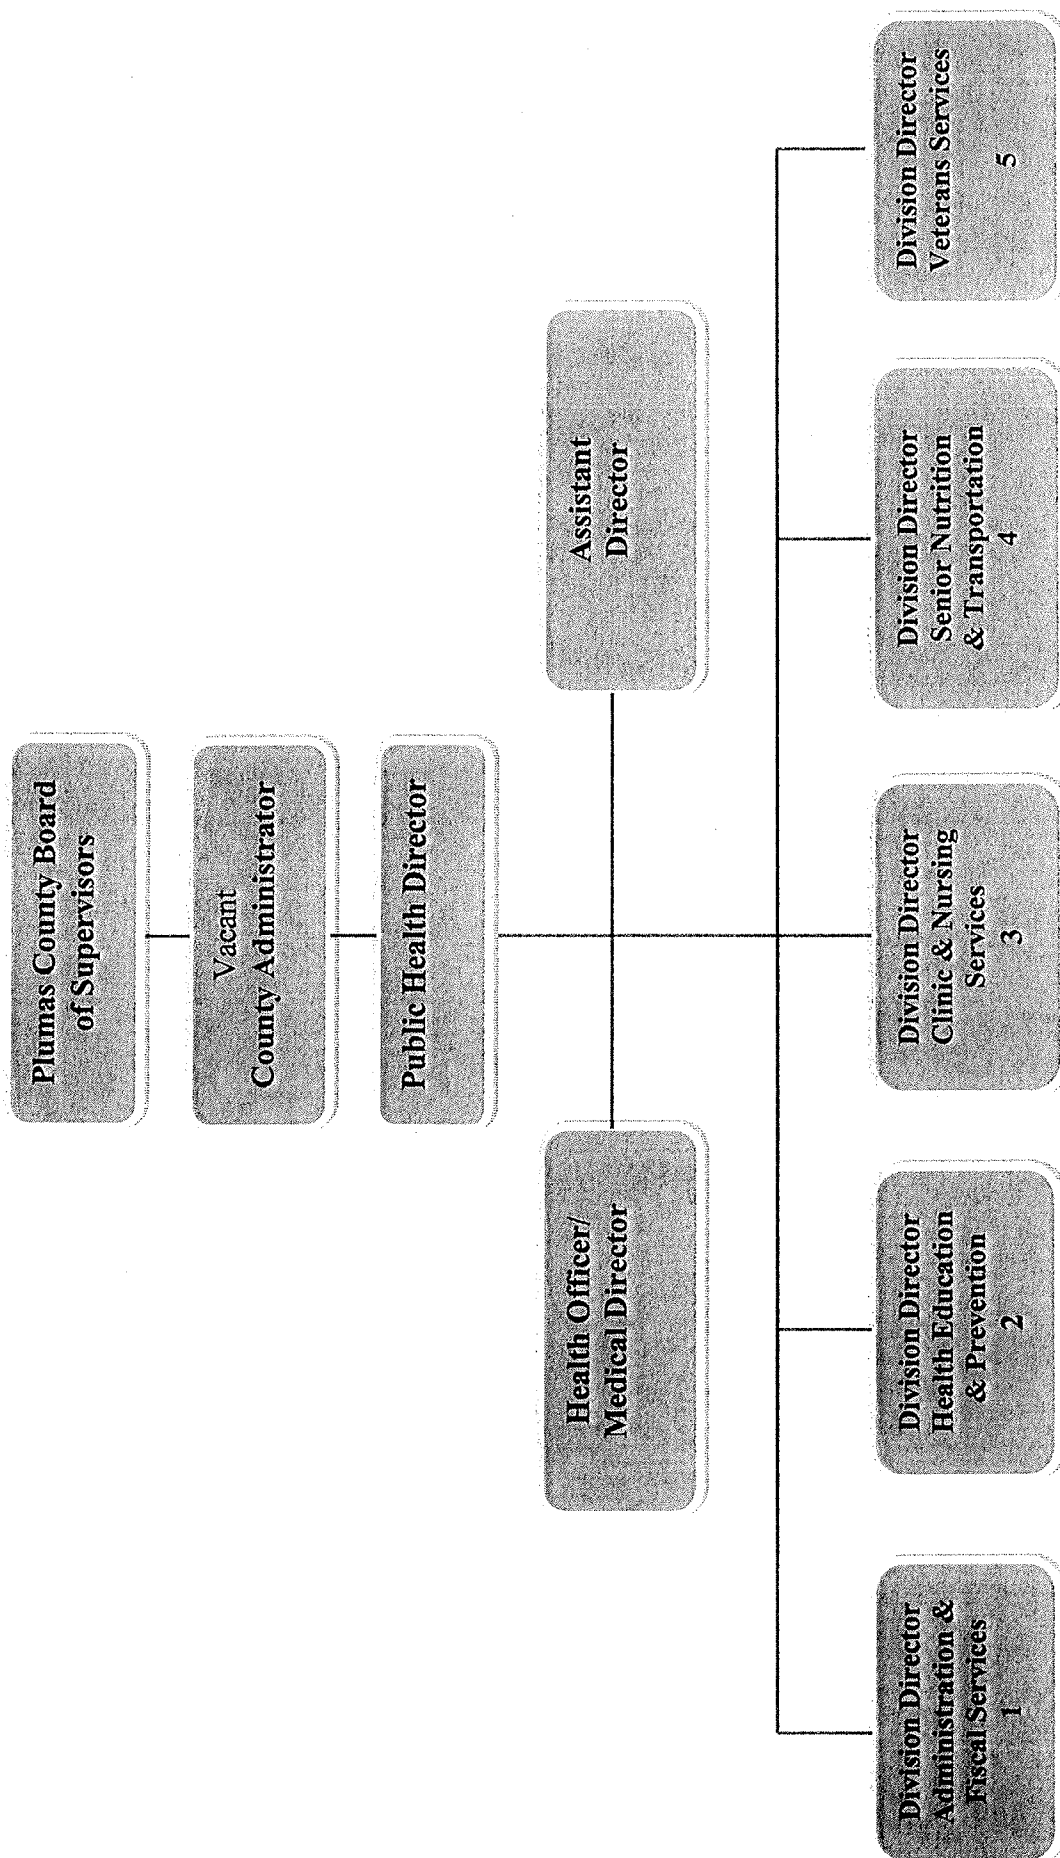 Plumas County Board
of Supervisors
Vacant
County Administrator
Public Health Director
Health Officer/
Medical Director
Assistant
Director
Division Director
Administration &
Fiscal Services
1
Division Director
Health Education
& Prevention
2
Division Director
Clinic & Nursing
Services
3
Division Director
Senior Nutrition
& Transportation
4
Division Director
Veterans Services
5